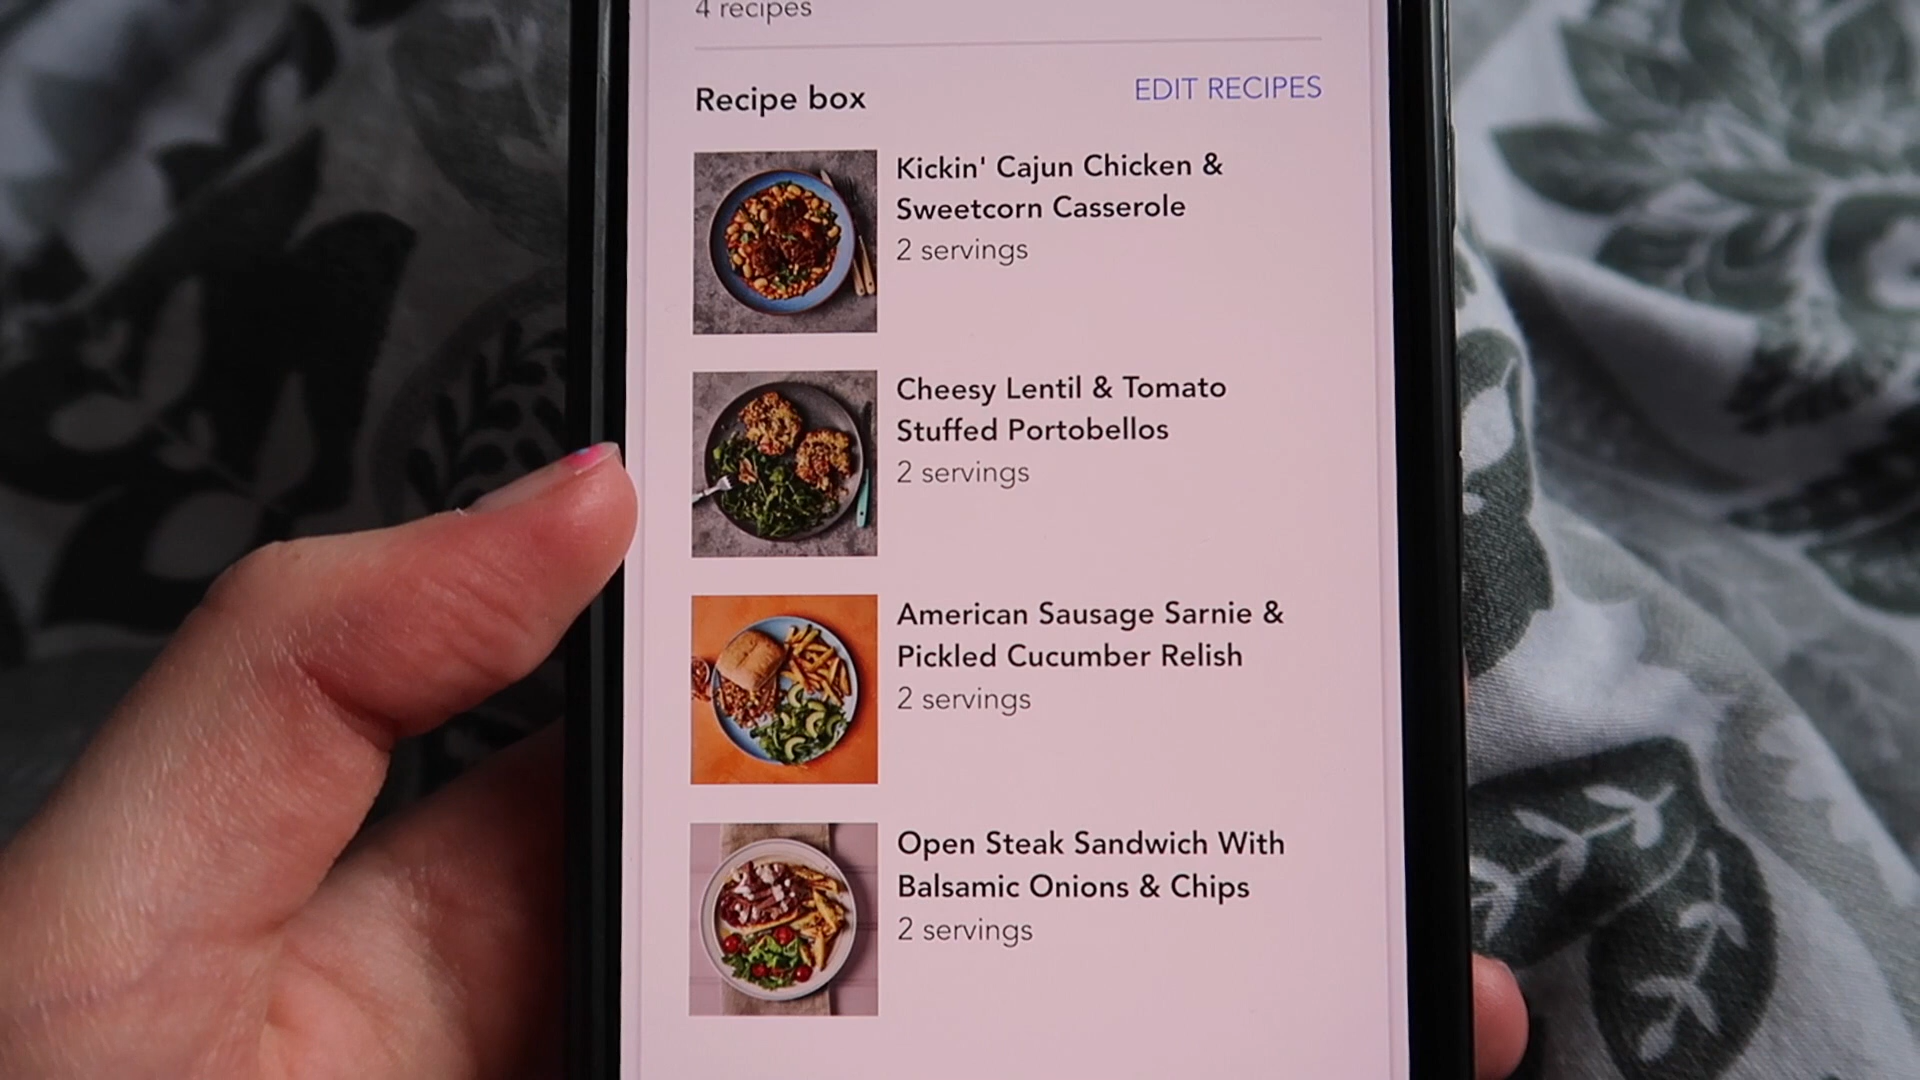 4 recipes
Recipe box
EDIT RECIPES
Kickin' Cajun Chicken &
Sweetcorn Casserole
2 servings
Cheesy Lentil & Tomato
Stuffed Portobellos
2 servings
American Sausage Sarnie &
Pickled Cucumber Relish
2 servings
Open Steak Sandwich With
Balsamic Onions & Chips
2 servings